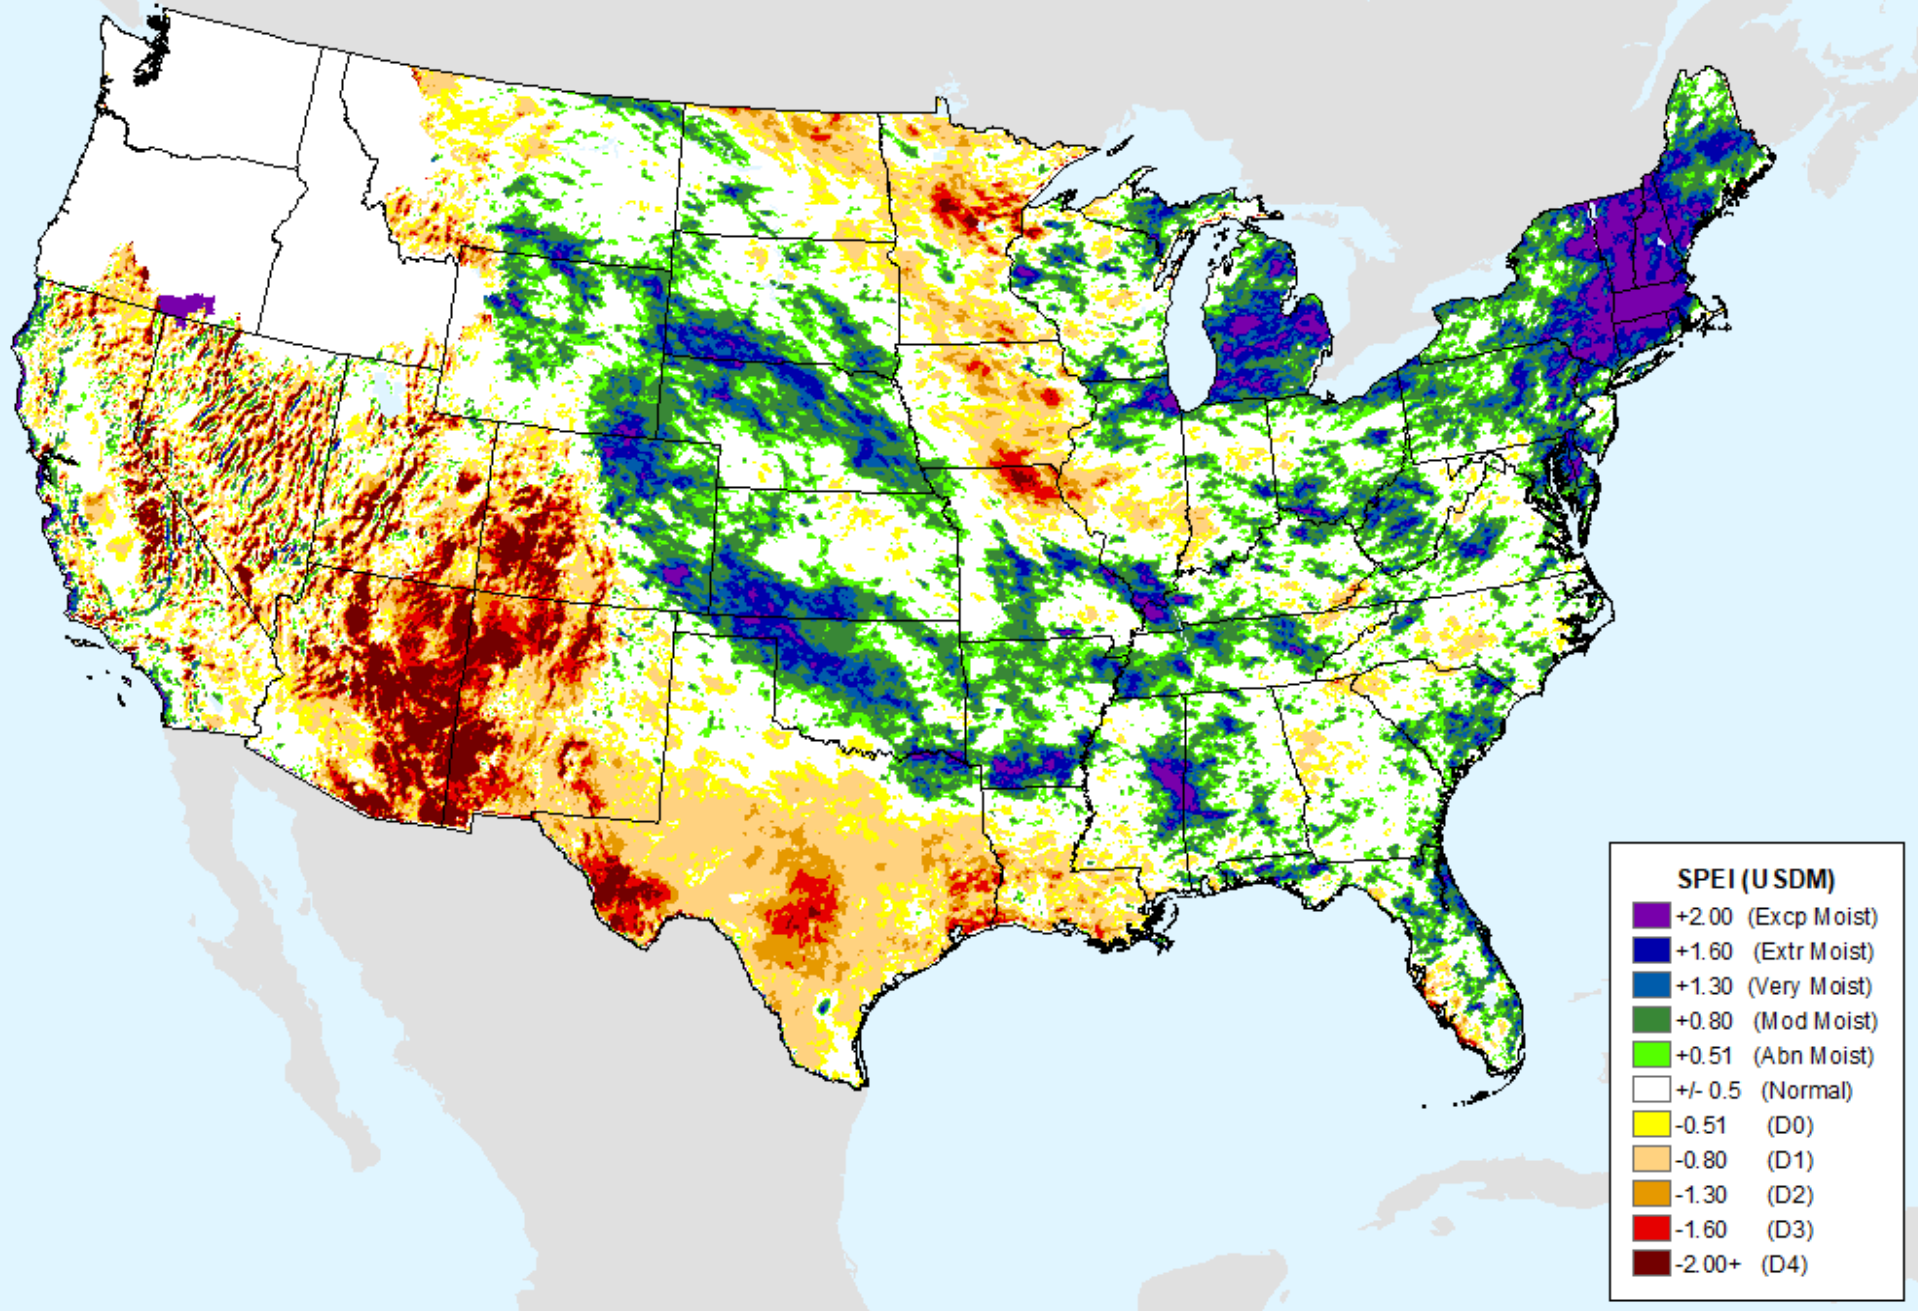 SPEI (USDM)
+2.00 (Excp Moist)
+1.60 (Extr Moist)
+1.30 (Very Moist)
+0.80 (Mod Moist)
+0.51 (Abn Moist)
+/- 0.5 (Normal)
-0.51 (D0)
-0.80 (D1)
-1.30 (D2)
-1.60 (D3)
-2.00+ (D4)